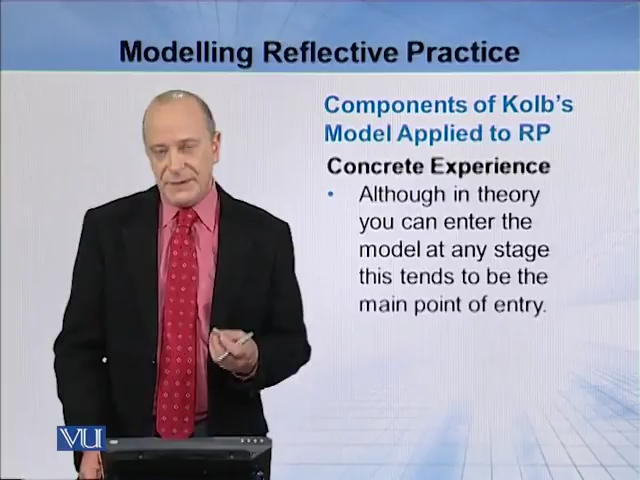 Modelling Reflective Practice
Components of Kolb's
Model Applied to RP
Concrete Experience
• Although in theory
you can enter the
model at any stage
this tends to be the
main point of entry.
VU